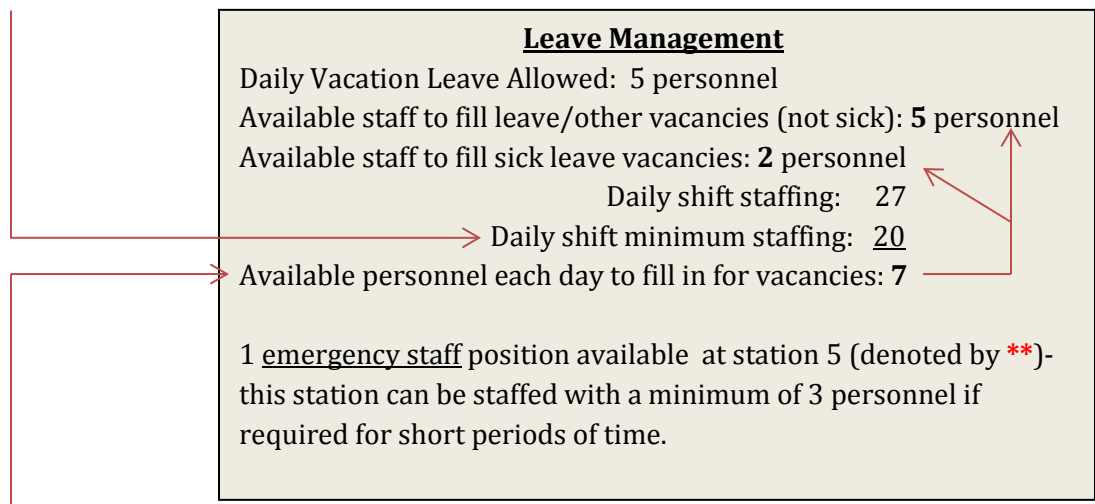 Leave Management
Daily Vacation Leave Allowed:  5 personnel
Available staff to fill leave/other vacancies (not sick): 5 personnel
Available staff to fill sick leave vacancies: 2 personnel
Daily shift staffing:    27
Daily shift minimum staffing:  20
Available personnel each day to fill in for vacancies: 7
1 emergency staff position available  at station 5 (denoted by **)-
this station can be staffed with a minimum of 3 personnel if
required for short periods of time.